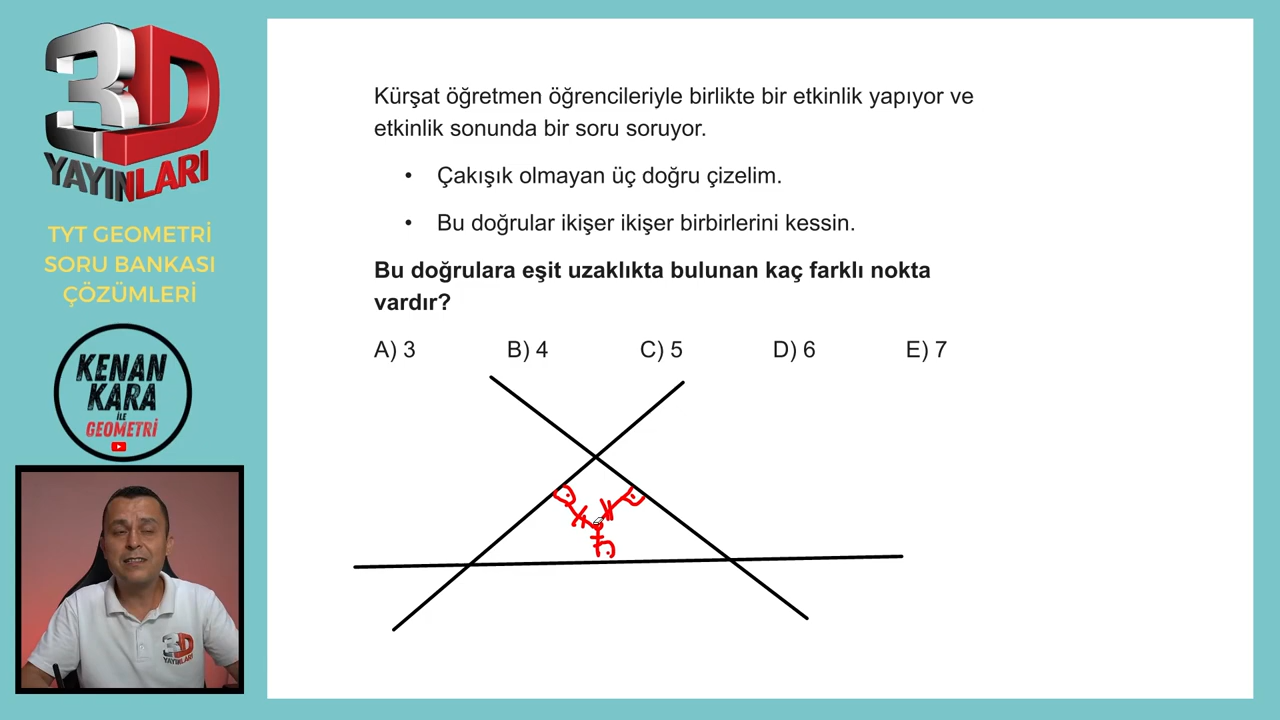 3D
YAYINLARI
TYT GEOMETRİ
SORU BANKASI
ÇÖZÜMLERİ
KENAN
KARA
İLE
GEOMETRİ
3D
YAYINLARI
Kürşat öğretmen öğrencileriyle birlikte bir etkinlik yapıyor ve
etkinlik sonunda bir soru soruyor.
• Çakışık olmayan üç doğru çizelim.
• Bu doğrular ikişer ikişer birbirlerini kessin.
Bu doğrulara eşit uzaklıkta bulunan kaç farklı nokta
vardır?
A) 3 B) 4 C) 5 D) 6 E) 7